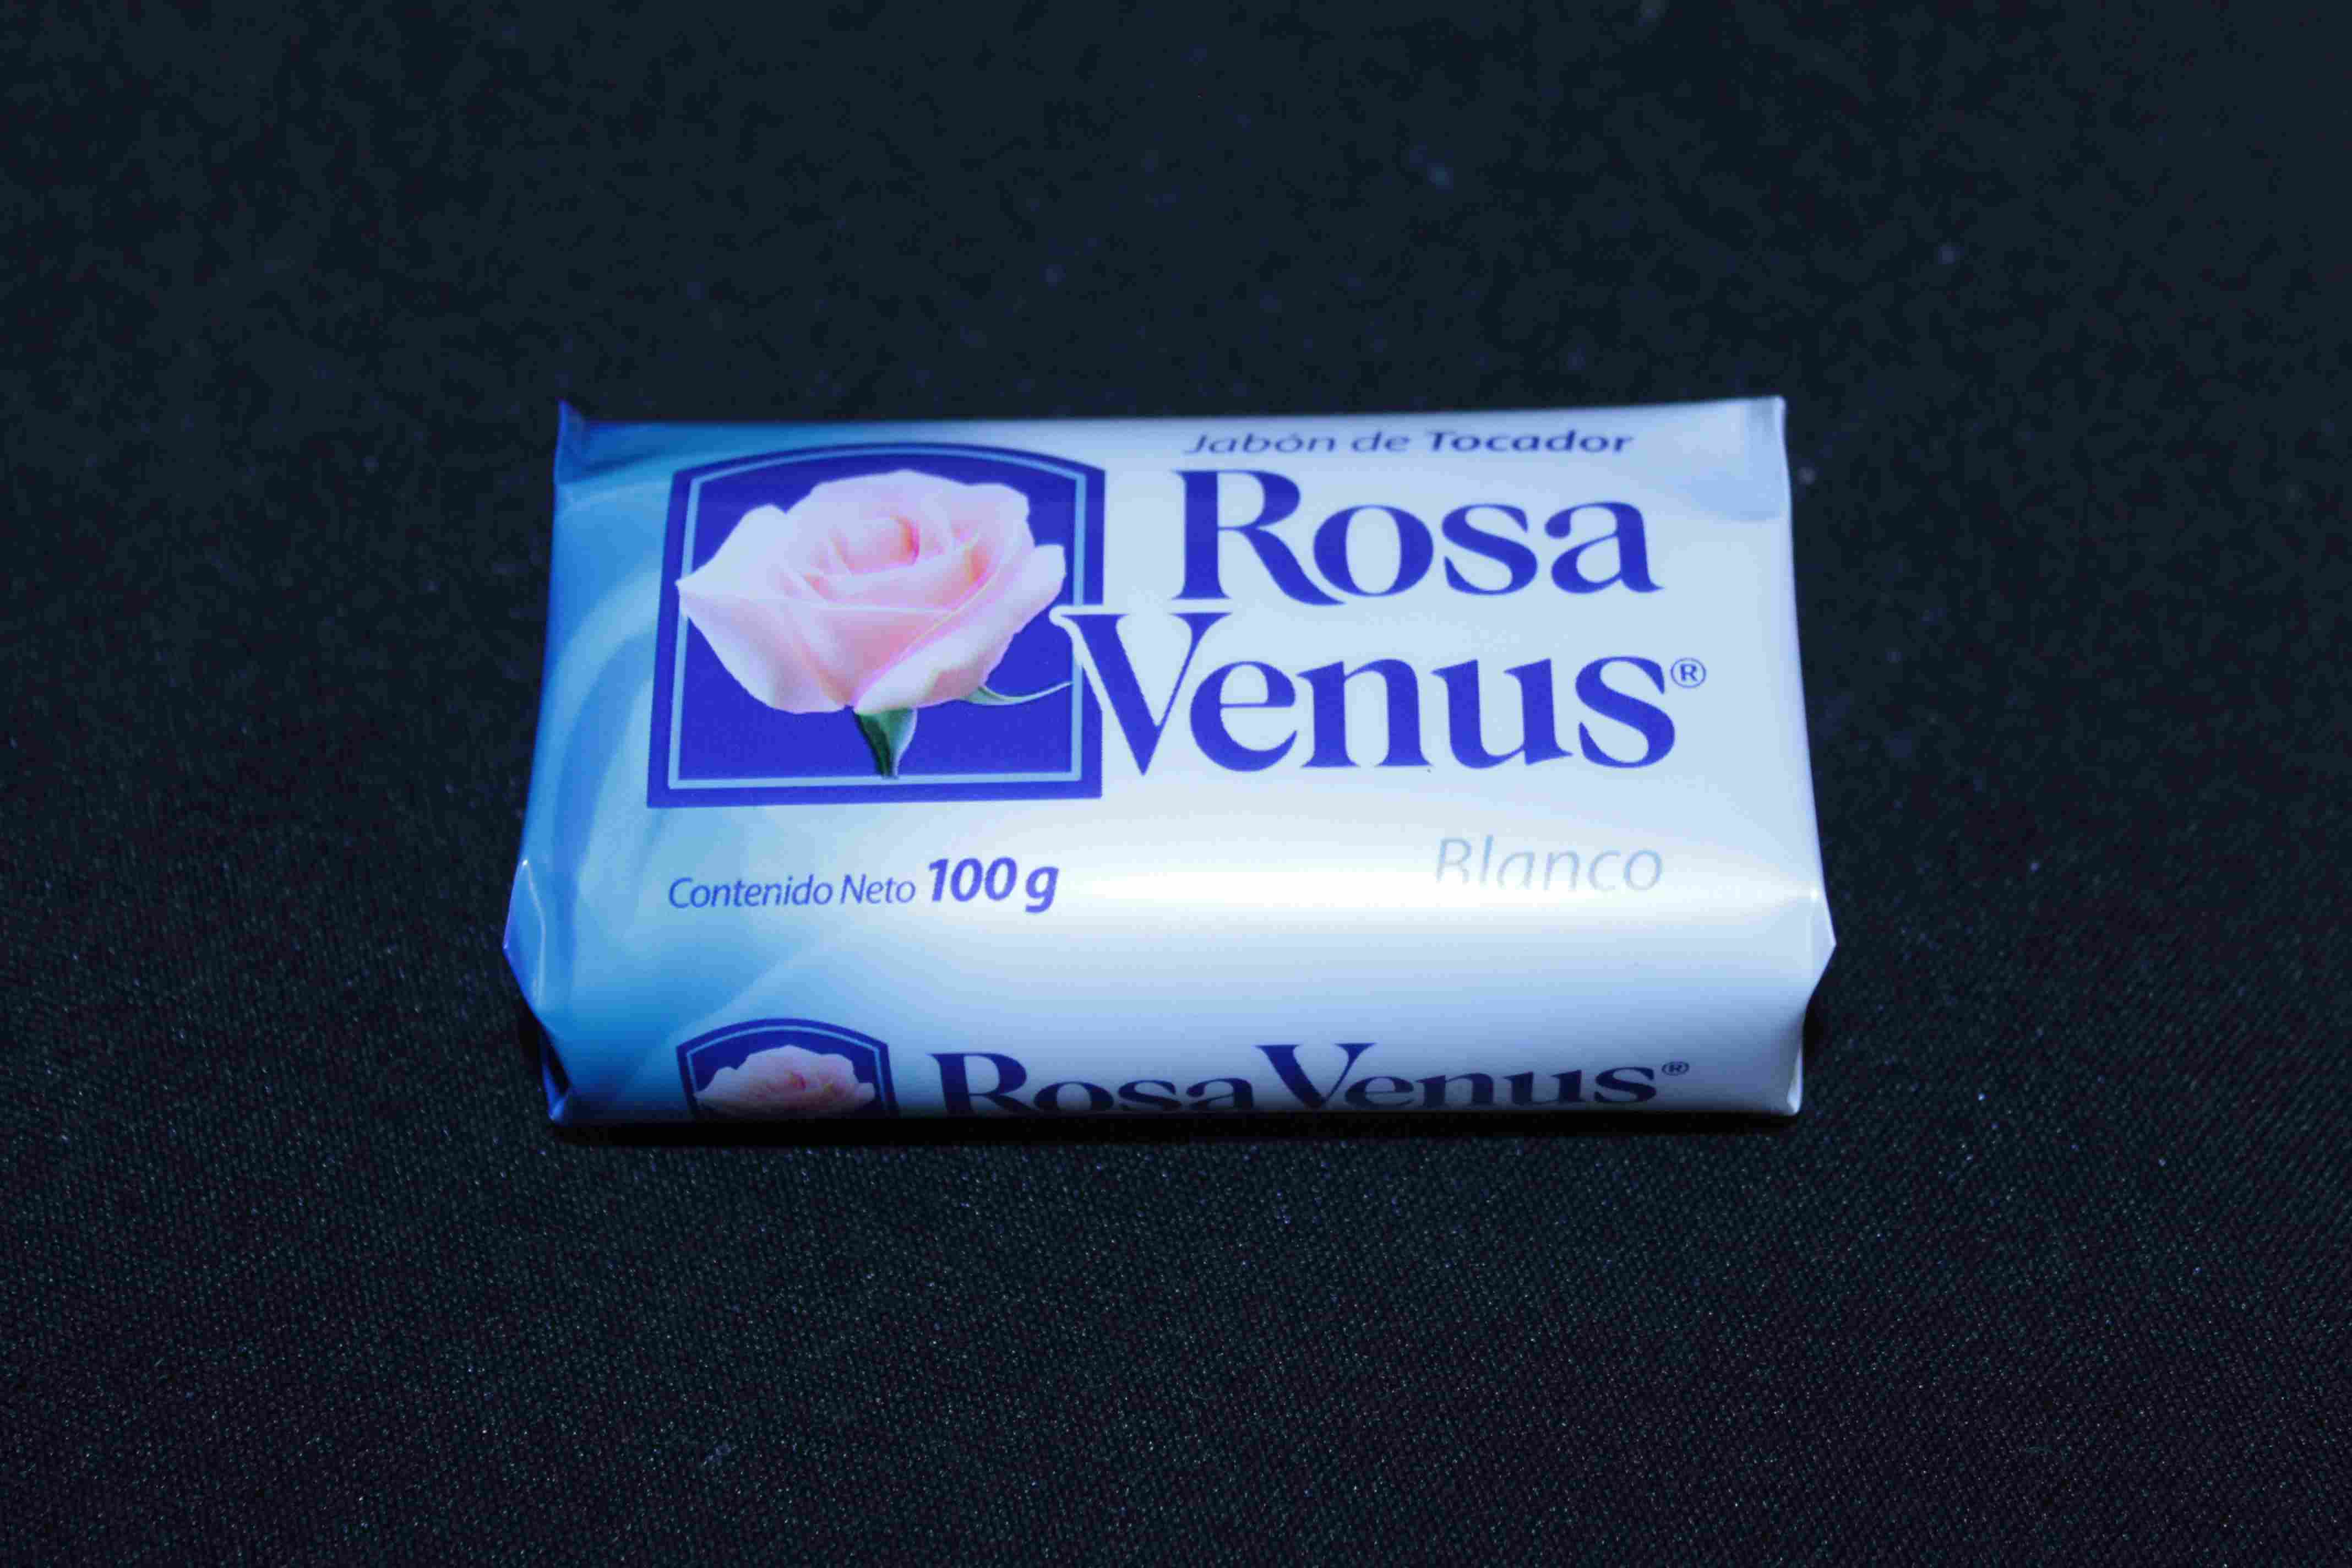 Jabón de Tocador
Rosa
Venus®
Blanco
Contenido Neto 100 g
Rosa Venus®